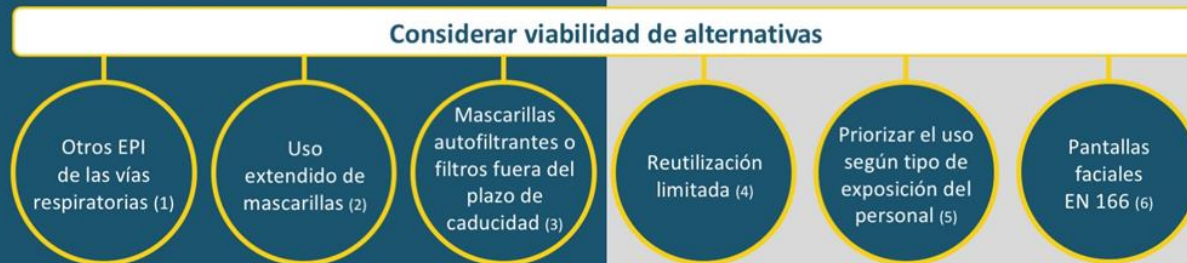 Considerar viabilidad de alternativas
Otros EPI
de las vías
respiratorias (1)
Uso
extendido de
mascarillas (2)
Mascarillas
autofiltrantes o
filtros fuera del
plazo de
caducidad (3)
Reutilización
limitada (4)
Priorizar el uso
según tipo de
exposición del
personal (5)
Pantallas
faciales
EN 166 (6)